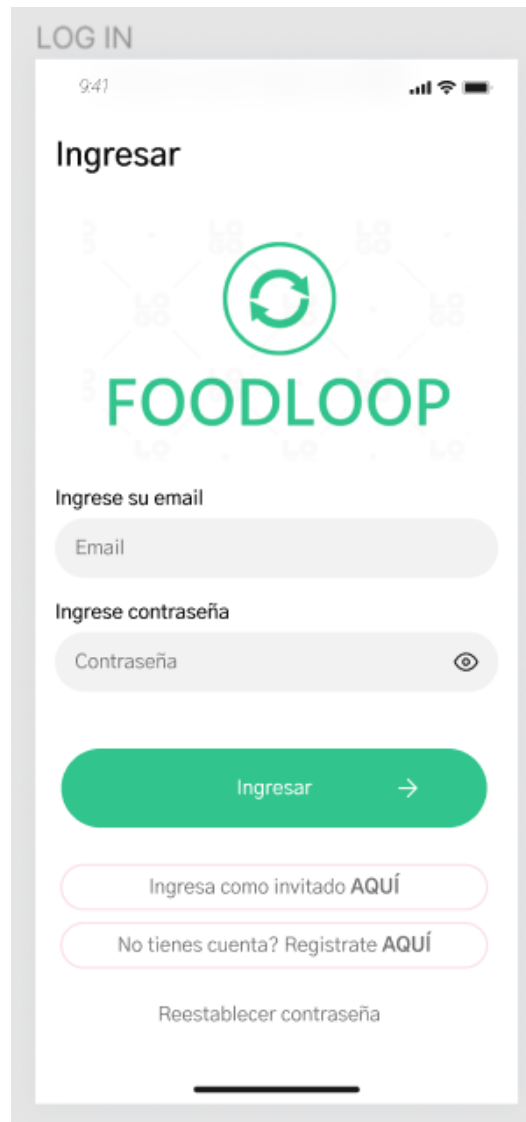 LOG IN
9:41
Ingresar
FOODLOOP
Ingrese su email
Email
Ingrese contraseña
Contraseña
Ingresar
Ingresa como invitado AQUÍ
No tienes cuenta? Registrate AQUÍ
Reestablecer contraseña